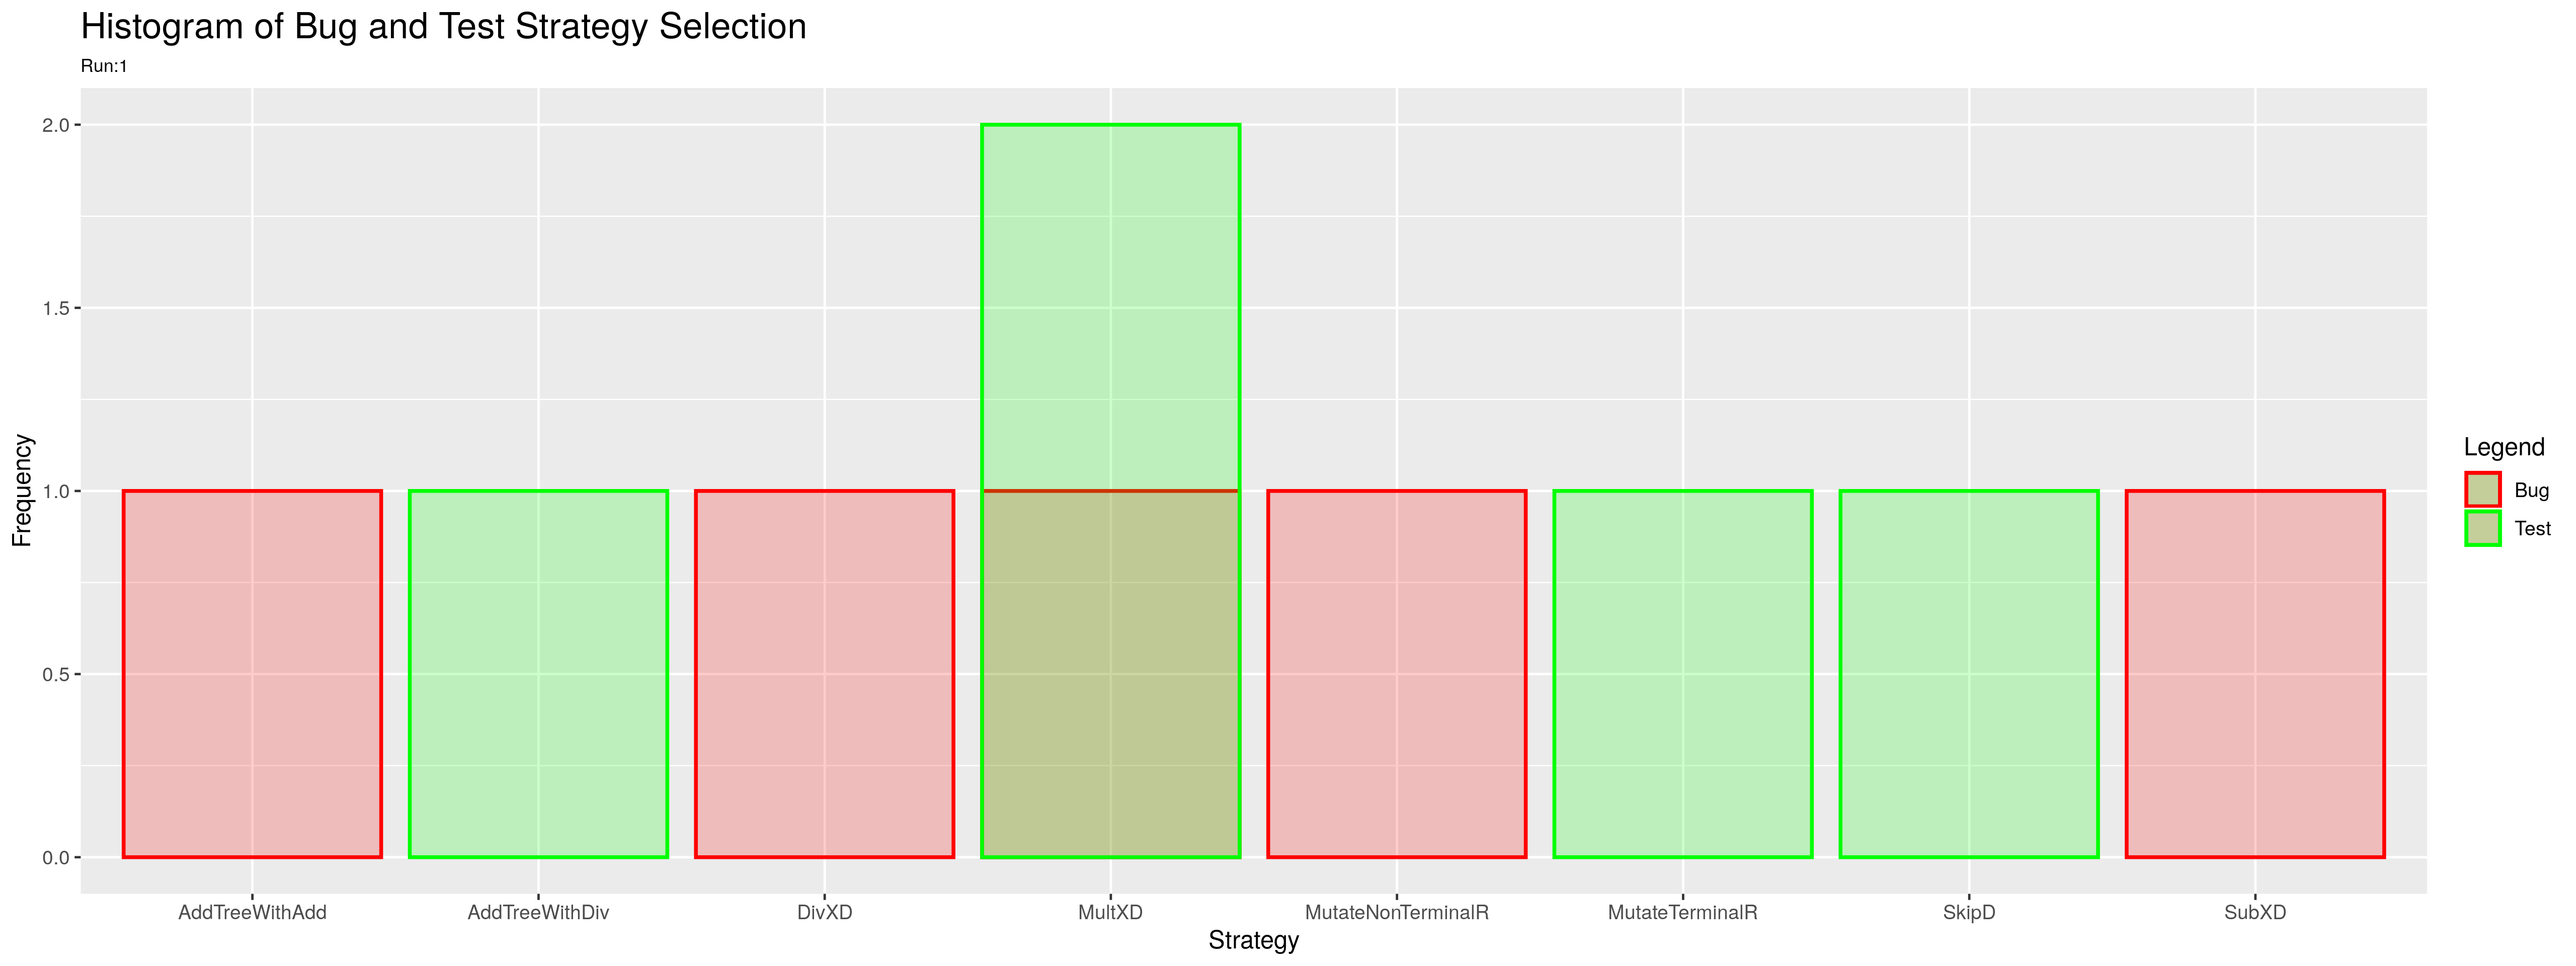 Histogram of Bug and Test Strategy Selection
Run:1
2.0
1.5
1.0
0.5
0.0
Frequency
AddTreeWithAdd AddTreeWithDiv DivXD MultXD MutateNonTerminalR MutateTerminalR SkipD SubXD
Strategy
Legend
Bug
Test